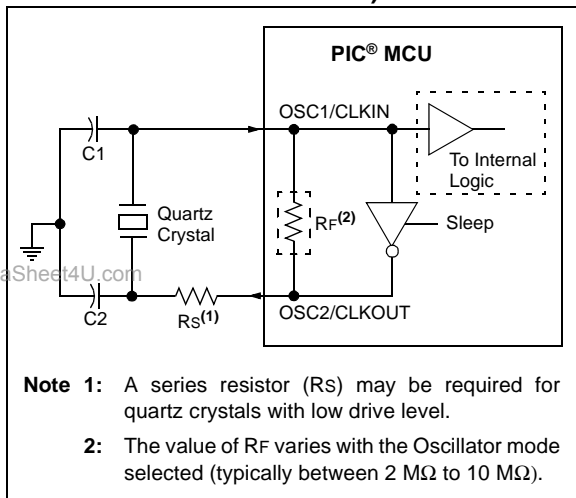 PIC® MCU
OSC1/CLKIN
C1
To Internal
Logic
Quartz
Crystal
RF(2)
Sleep
aSheet4U.com
C2
RS(1)
OSC2/CLKOUT
Note 1: A series resistor (RS) may be required for
quartz crystals with low drive level.
2: The value of RF varies with the Oscillator mode
selected (typically between 2 MΩ to 10 MΩ).